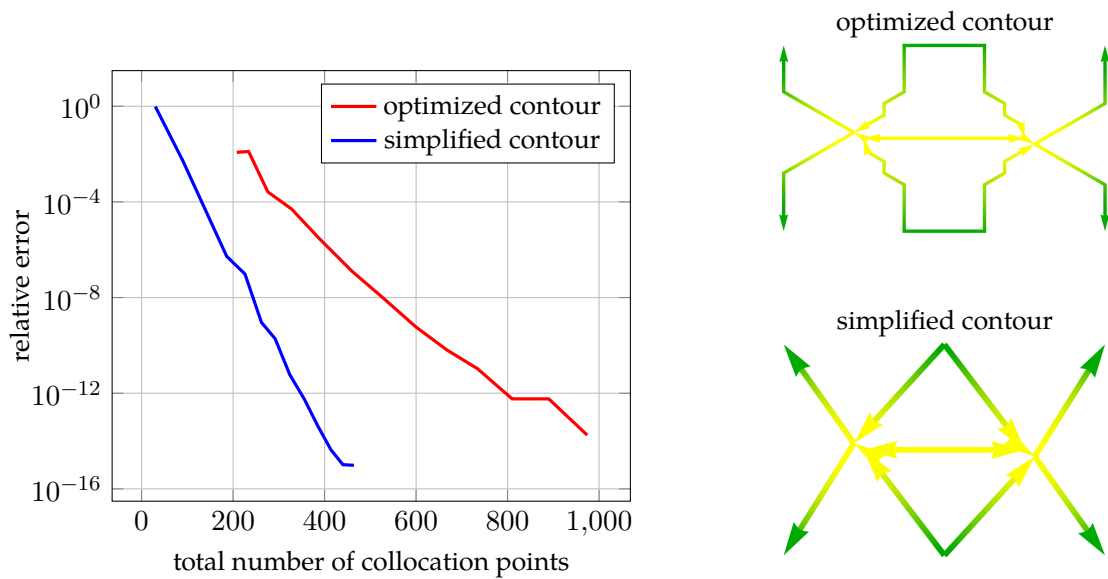 optimized contour
simplified contour
10^0
10^-4
10^-8
10^-12
10^-16
relative error
0
200
400
600
800
1,000
total number of collocation points
optimized contour
simplified contour